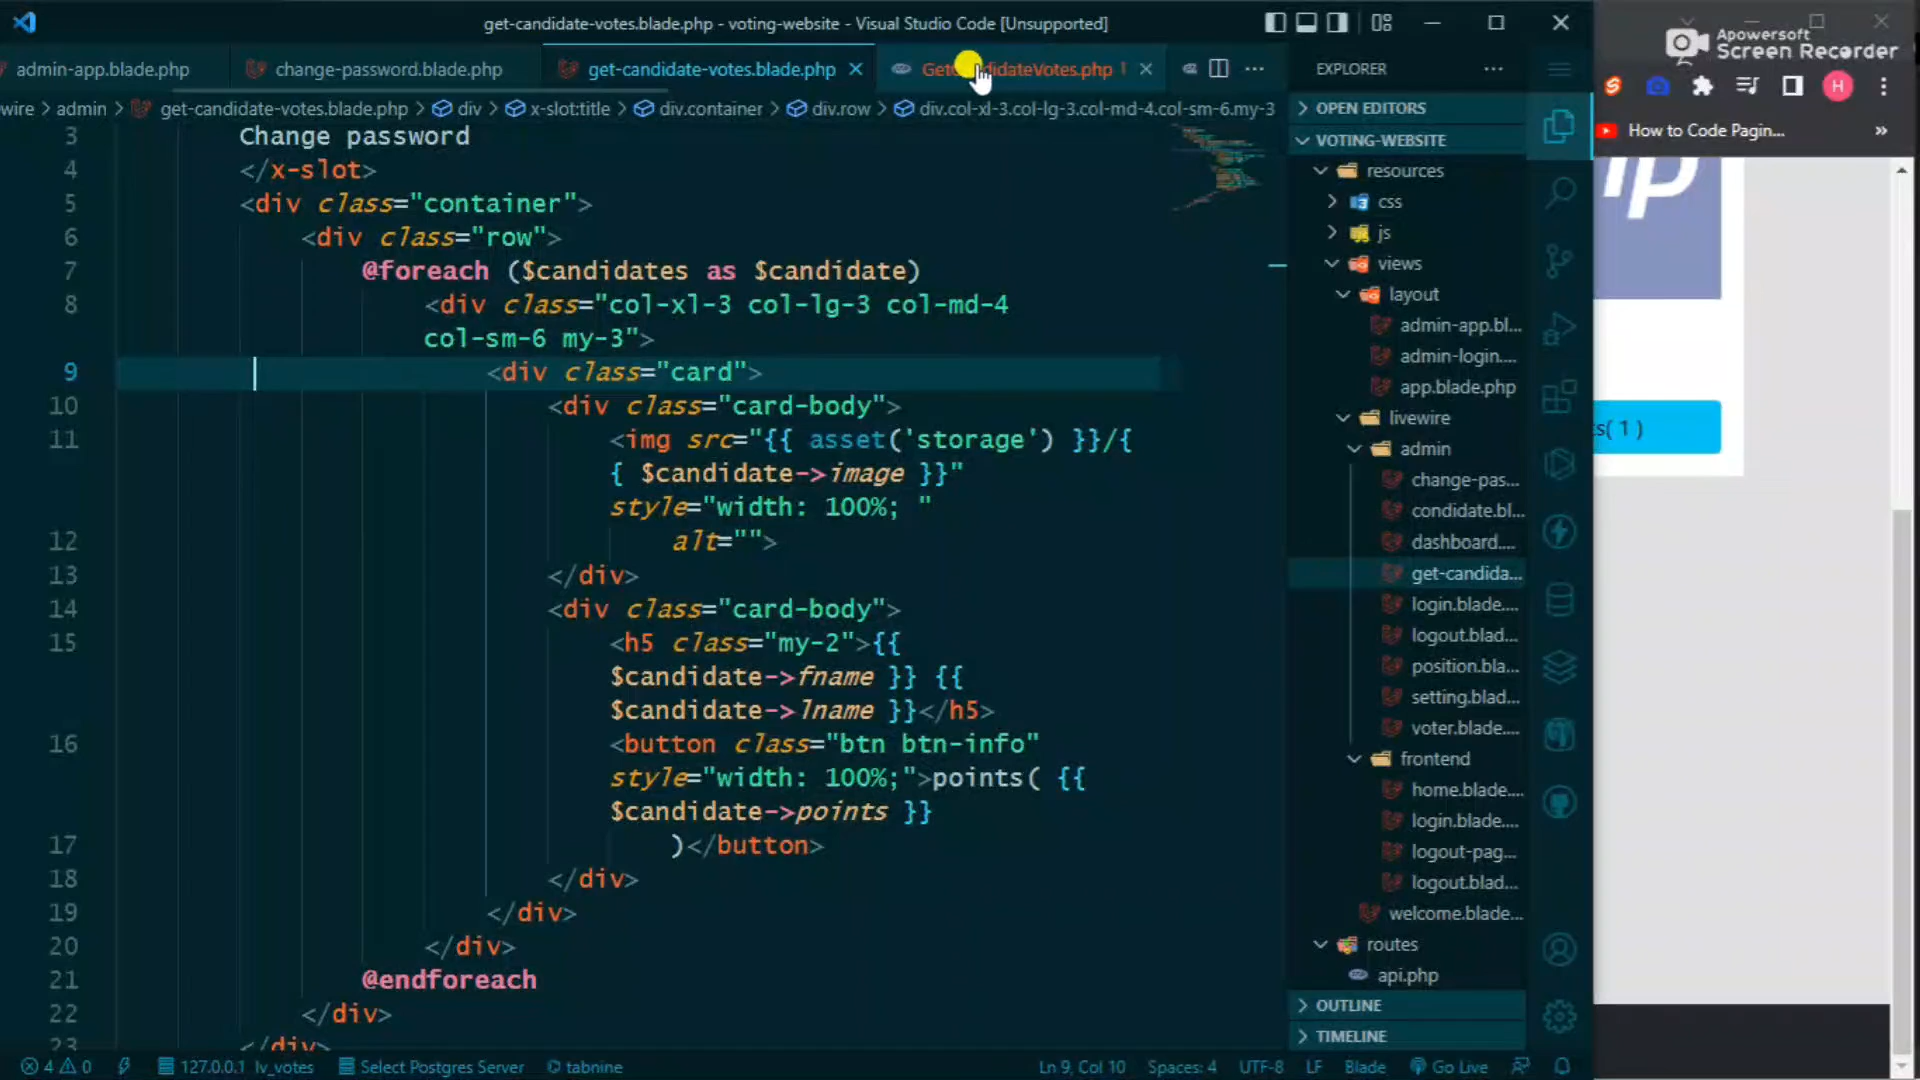 get-candidate-votes.blade.php - voting-website - Visual Studio Code [Unsupported]
Apowersoft
Screen Recorder
admin-app.blade.php
change-password.blade.php
get-candidate-votes.blade.php
GetCandidateVotes.php 1
EXPLORER
H
wire > admin > get-candidate-votes.blade.php > div > x-slot:title > div.container > div.row > div.col-xl-3.col-lg-3.col-md-4.col-sm-6.my-3
How to Code Pagin...
»
3 Change password
4 </x-slot>
5 <div class="container">
6 <div class="row">
7 @foreach ($candidates as $candidate)
8 <div class="col-xl-3 col-lg-3 col-md-4
col-sm-6 my-3">
9 <div class="card">
10 <div class="card-body">
11 <img src="{{ asset('storage') }}/{
{ $candidate->image }}"
style="width: 100%; "
12 alt="">
13 </div>
14 <div class="card-body">
15 <h5 class="my-2">{{
$candidate->fname }} {{
$candidate->lname }}</h5>
16 <button class="btn btn-info"
style="width: 100%;">points( {{
$candidate->points }}
17 )</button>
18 </div>
19 </div>
20 </div>
21 @endforeach
22 </div>
23 </div>
OPEN EDITORS
VOTING-WEBSITE
resources
css
js
views
layout
admin-app.bl...
admin-login....
app.blade.php
livewire
admin
change-pas...
condidate.bl...
dashboard....
get-candida...
login.blade....
logout.blad...
position.bla...
setting.blad...
voter.blade....
frontend
home.blade....
login.blade....
logout-pag...
logout.blad...
welcome.blade...
routes
api.php
OUTLINE
TIMELINE
ip
s( 1 )
4 0
127.0.0.1
lv_votes
Select Postgres Server
tabnine
Ln 9, Col 10
Spaces: 4
UTF-8
LF
Blade
Go Live